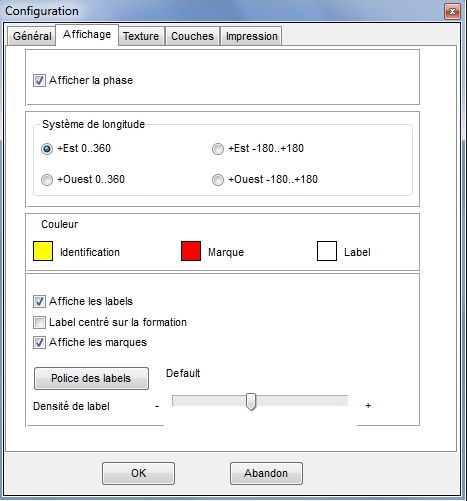 Configuration
Général Affichage Texture Couches Impression
Afficher la phase
Système de longitude
+Est 0..360 +Est -180..+180
+Ouest 0..360 +Ouest -180..+180
Couleur
Identification Marque Label
Affiche les labels
Label centré sur la formation
Affiche les marques
Police des labels Default
Densité de label - +
OK Abandon